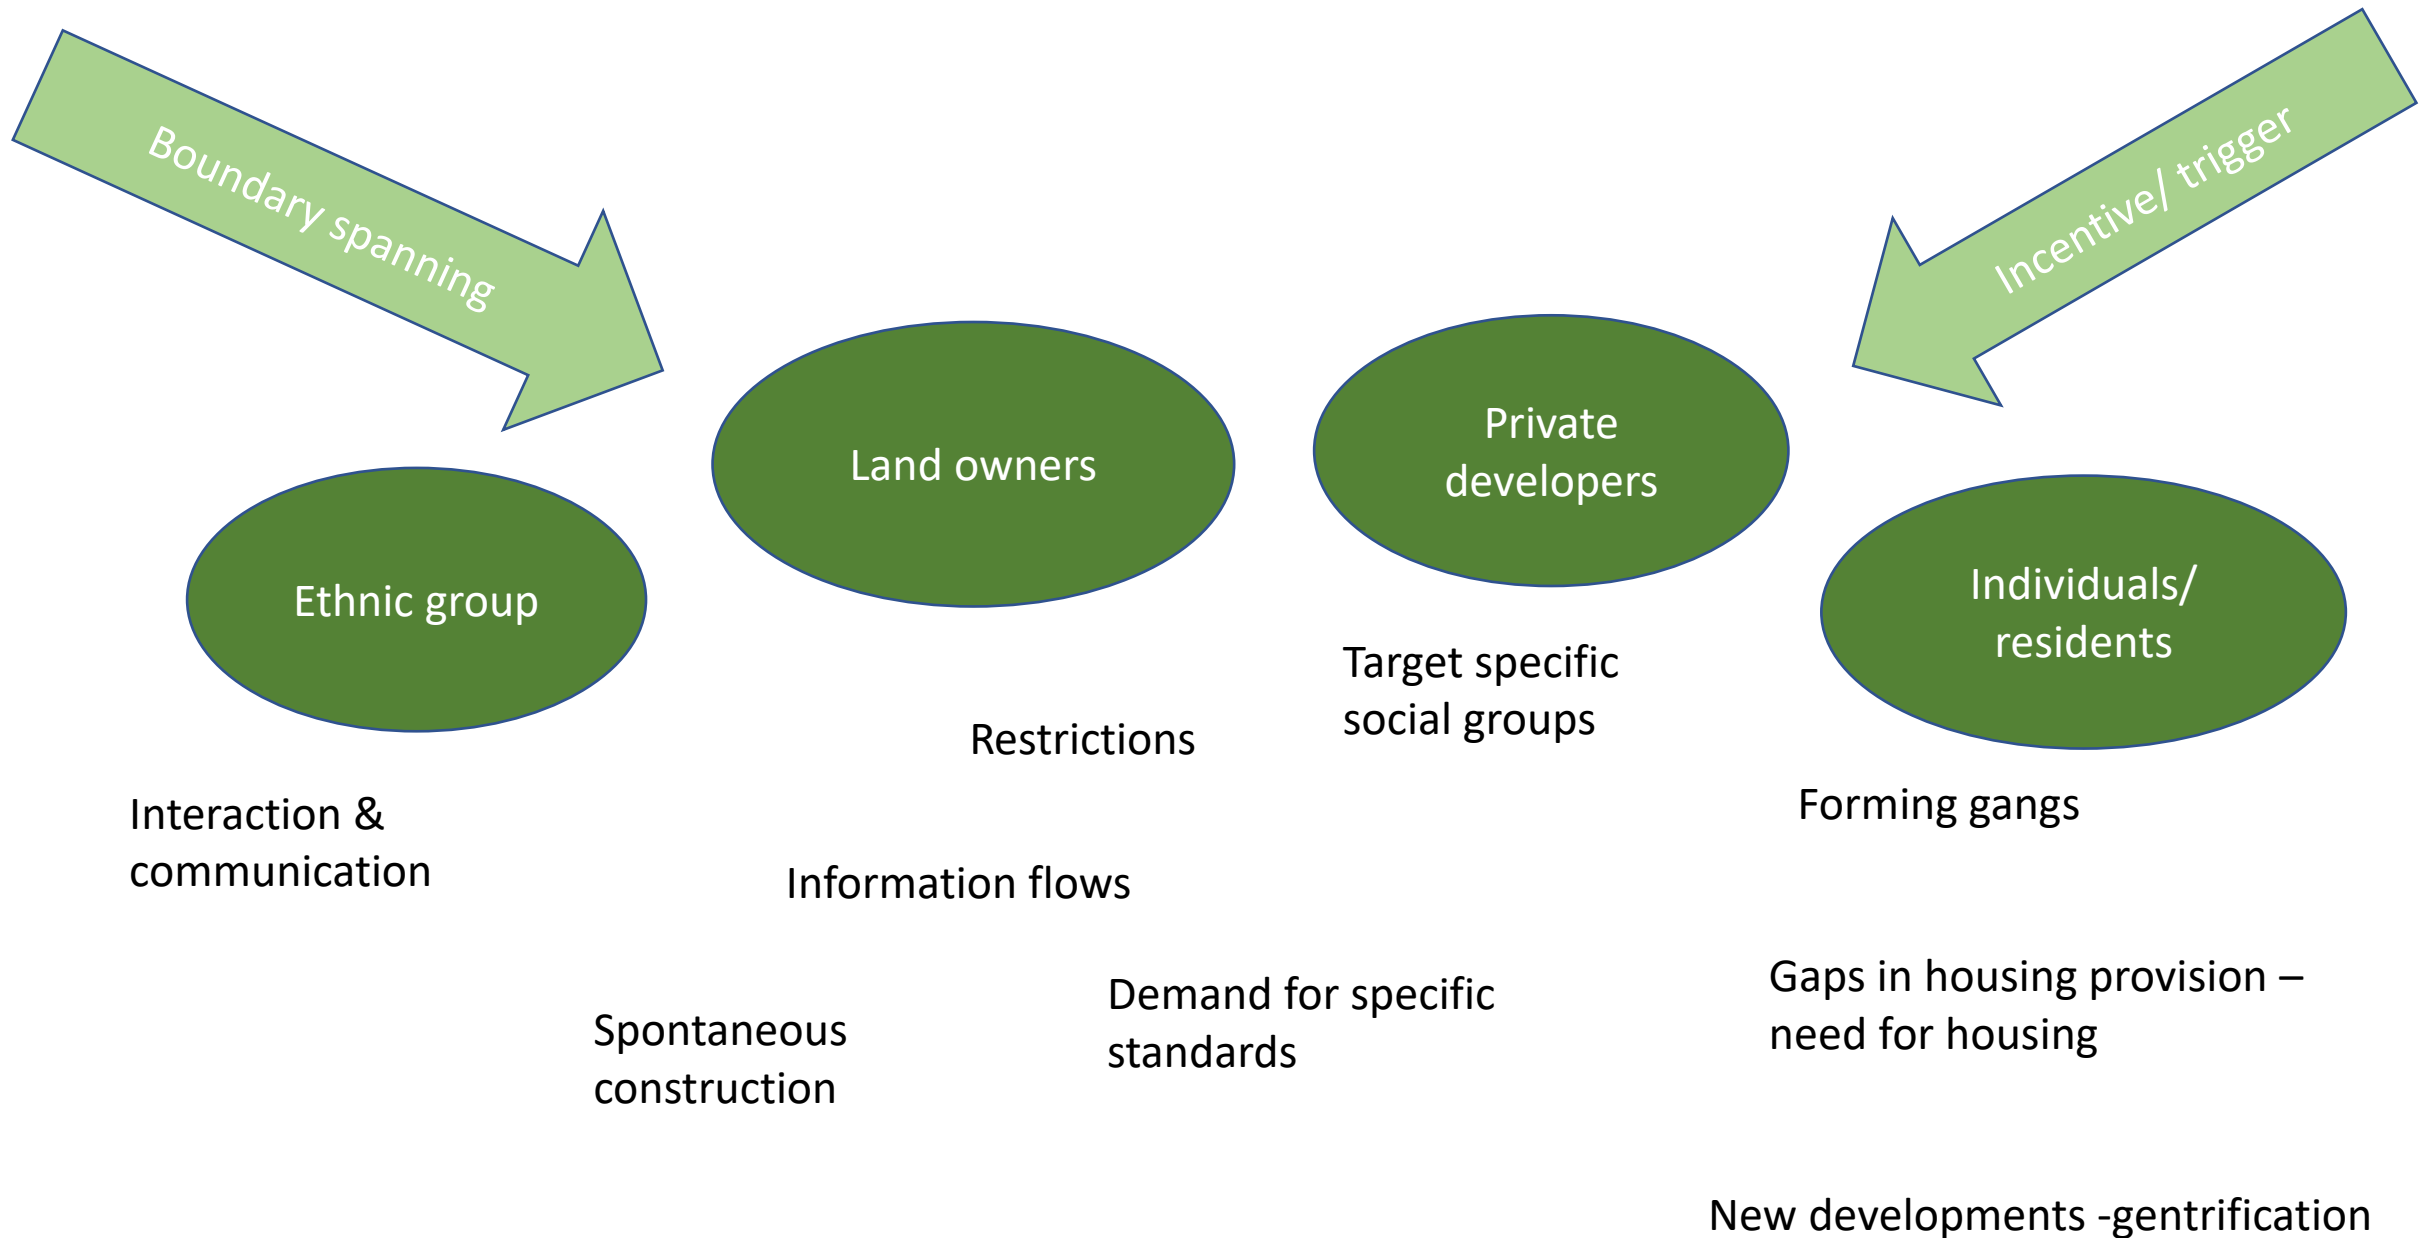 Boundary spanning
Incentive/ trigger
Land owners
Private
developers
Ethnic group
Individuals/
residents
Target specific
social groups
Restrictions
Interaction &
communication
Forming gangs
Information flows
Demand for specific
standards
Gaps in housing provision –
need for housing
Spontaneous
construction
New developments -gentrification